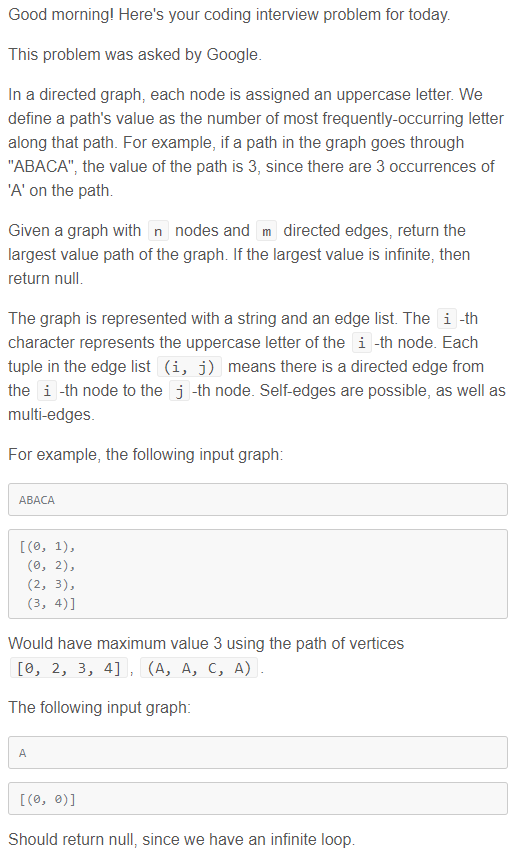 Good morning! Here's your coding interview problem for today.
This problem was asked by Google.
In a directed graph, each node is assigned an uppercase letter. We
define a path's value as the number of most frequently-occurring letter
along that path. For example, if a path in the graph goes through
"ABACA", the value of the path is 3, since there are 3 occurrences of
'A' on the path.
Given a graph with n nodes and m directed edges, return the
largest value path of the graph. If the largest value is infinite, then
return null.
The graph is represented with a string and an edge list. The i -th
character represents the uppercase letter of the i -th node. Each
tuple in the edge list (i, j) means there is a directed edge from
the i -th node to the j -th node. Self-edges are possible, as well as
multi-edges.
For example, the following input graph:
ABACA
[(0, 1),
(0, 2),
(2, 3),
(3, 4)]
Would have maximum value 3 using the path of vertices
[0, 2, 3, 4] , (A, A, C, A) .
The following input graph:
A
[(0, 0)]
Should return null, since we have an infinite loop.